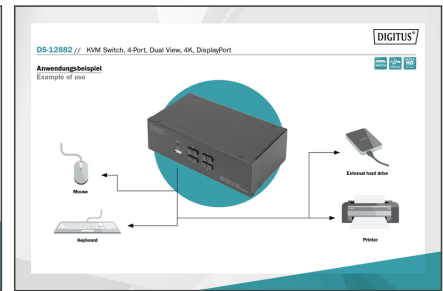 DIGITUS®
DS-12882 // KVM Switch, 4-Port, Dual View, 4K, DisplayPort
Anwendungsbeispiel
Example of use
HD
Mouse
External hard drive
Keyboard
Printer